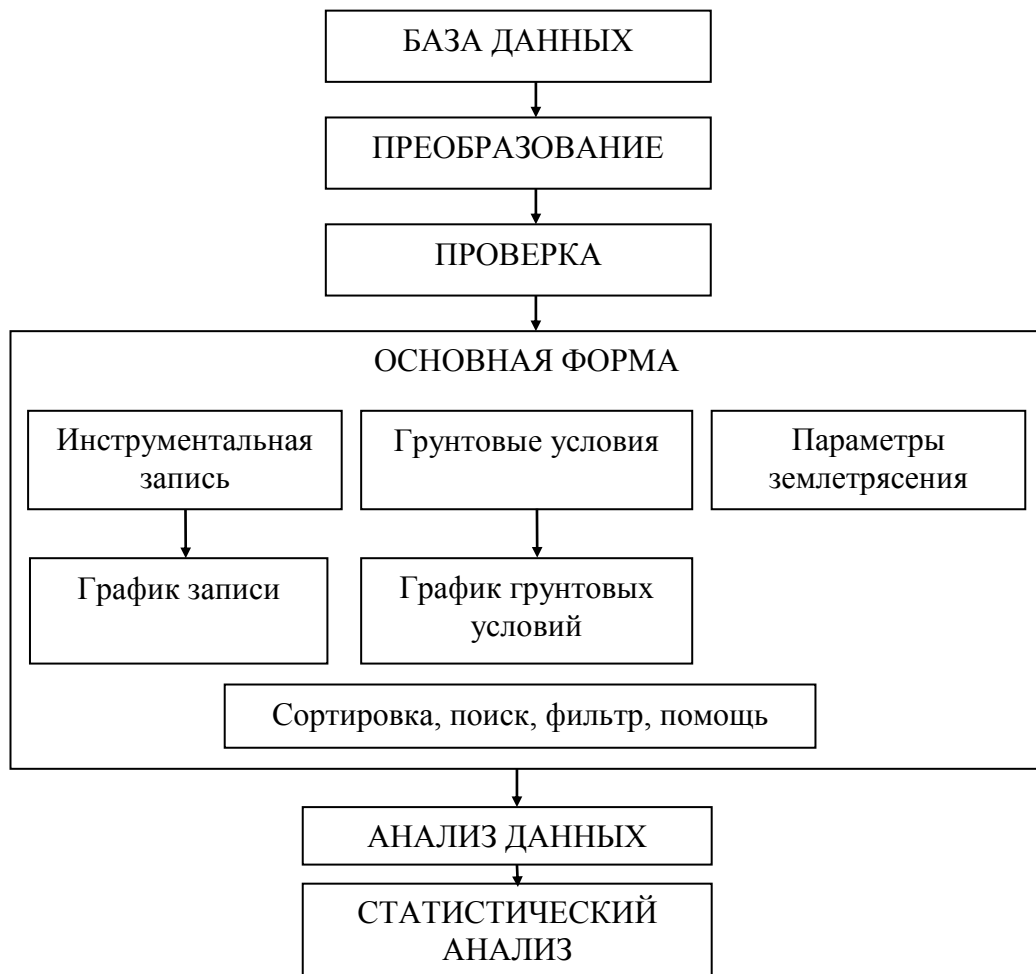 БАЗА ДАННЫХ
ПРЕОБРАЗОВАНИЕ
ПРОВЕРКА
ОСНОВНАЯ ФОРМА
Инструментальная
запись
Грунтовые условия
Параметры
землетрясения
График записи
График грунтовых
условий
Сортировка, поиск, фильтр, помощь
АНАЛИЗ ДАННЫХ
СТАТИСТИЧЕСКИЙ
АНАЛИЗ